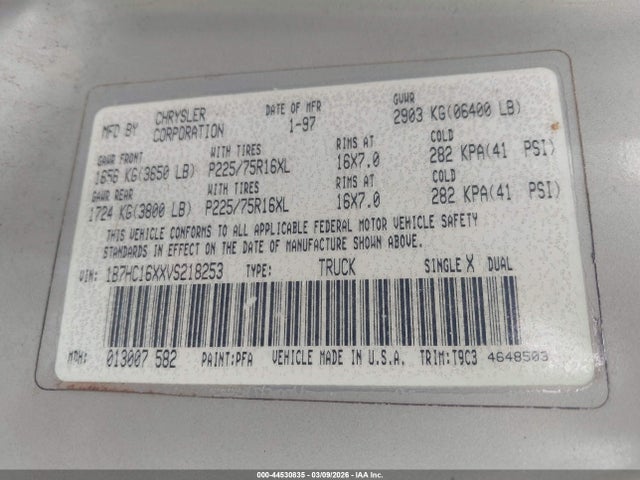 MFD BY CHRYSLER CORPORATION DATE OF MFR 1-97 GVWR 2903 KG(06400 LB)
GAWR FRONT WITH TIRES RIMS AT COLD
1656 KG(3650 LB) P225/75R16XL 16X7.0 282 KPA(41 PSI)
GAWR REAR WITH TIRES RIMS AT COLD
1724 KG(3800 LB) P225/75R16XL 16X7.0 282 KPA(41 PSI)
THIS VEHICLE CONFORMS TO ALL APPLICABLE FEDERAL MOTOR VEHICLE SAFETY
STANDARDS IN EFFECT ON THE DATE OF MANUFACTURE SHOWN ABOVE.
VIN: 1B7HC16XXVS218253 TYPE: TRUCK SINGLE X DUAL
MDH: 013007 582 PAINT:PFA VEHICLE MADE IN U.S.A. TRIM:T9C3 4648503
000-44530835 - 03/09/2026 - IAA Inc.